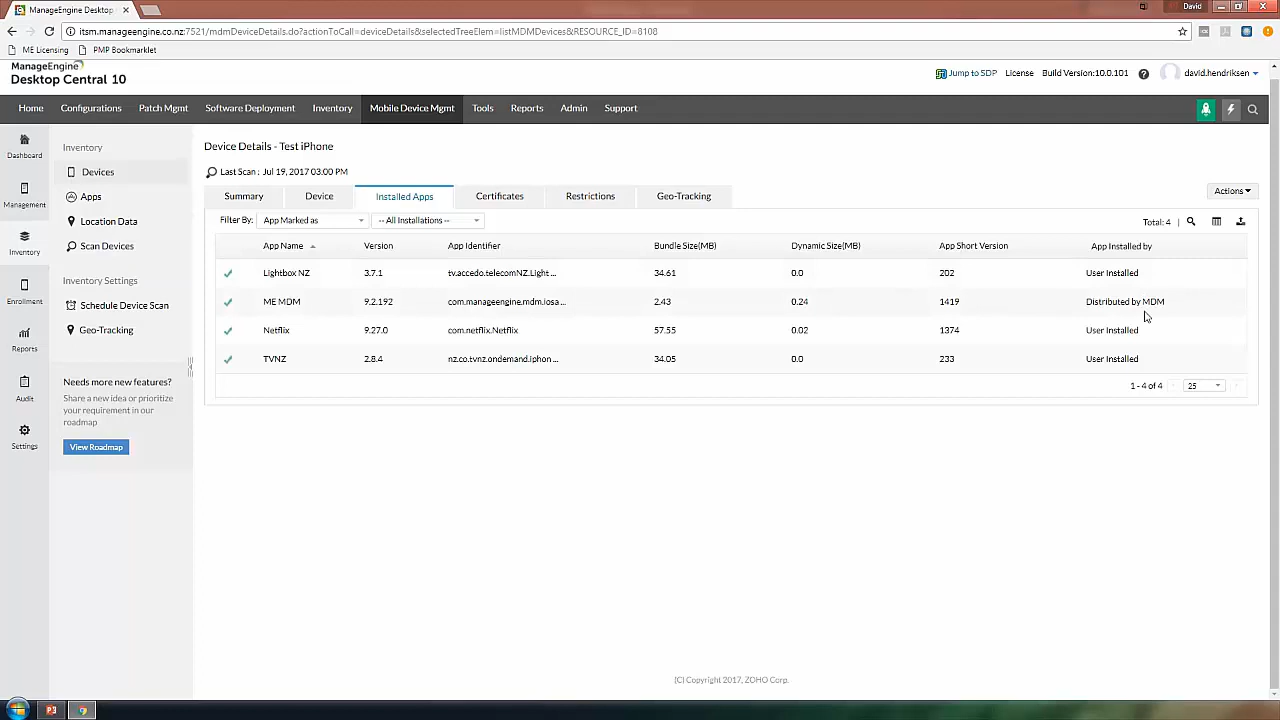 ManageEngine Desktop
David
itsm.manageengine.co.nz:7521/mdmDeviceDetails.do?actionToCall=deviceDetails&selectedTreeElem=listMDMDevices&RESOURCE_ID=8108
ME Licensing PMP Bookmarklet
ManageEngine
Desktop Central 10
Jump to SDP License Build Version:10.0.101 david.hendriksen
Home Configurations Patch Mgmt Software Deployment Inventory Mobile Device Mgmt Tools Reports Admin Support
Dashboard
Management
Inventory
Enrollment
Reports
Audit
Settings
Inventory
Devices
Apps
Location Data
Scan Devices
Inventory Settings
Schedule Device Scan
Geo-Tracking
Needs more new features?
Share a new idea or prioritize
your requirement in our
roadmap
View Roadmap
Device Details - Test iPhone
Last Scan : Jul 19, 2017 03:00 PM
Summary Device Installed Apps Certificates Restrictions Geo-Tracking
Actions
Filter By: App Marked as -- All Installations --
Total: 4 |
App Name Version App Identifier Bundle Size(MB) Dynamic Size(MB) App Short Version App Installed by
Lightbox NZ 3.7.1 tv.accedo.telecomNZ.Light ... 34.61 0.0 202 User Installed
ME MDM 9.2.192 com.manageengine.mdm.iosa... 2.43 0.24 1419 Distributed by MDM
Netflix 9.27.0 com.netflix.Netflix 57.55 0.02 1374 User Installed
TVNZ 2.8.4 nz.co.tvnz.ondemand.iphon ... 34.05 0.0 233 User Installed
1 - 4 of 4 25
(C) Copyright 2017, ZOHO Corp.